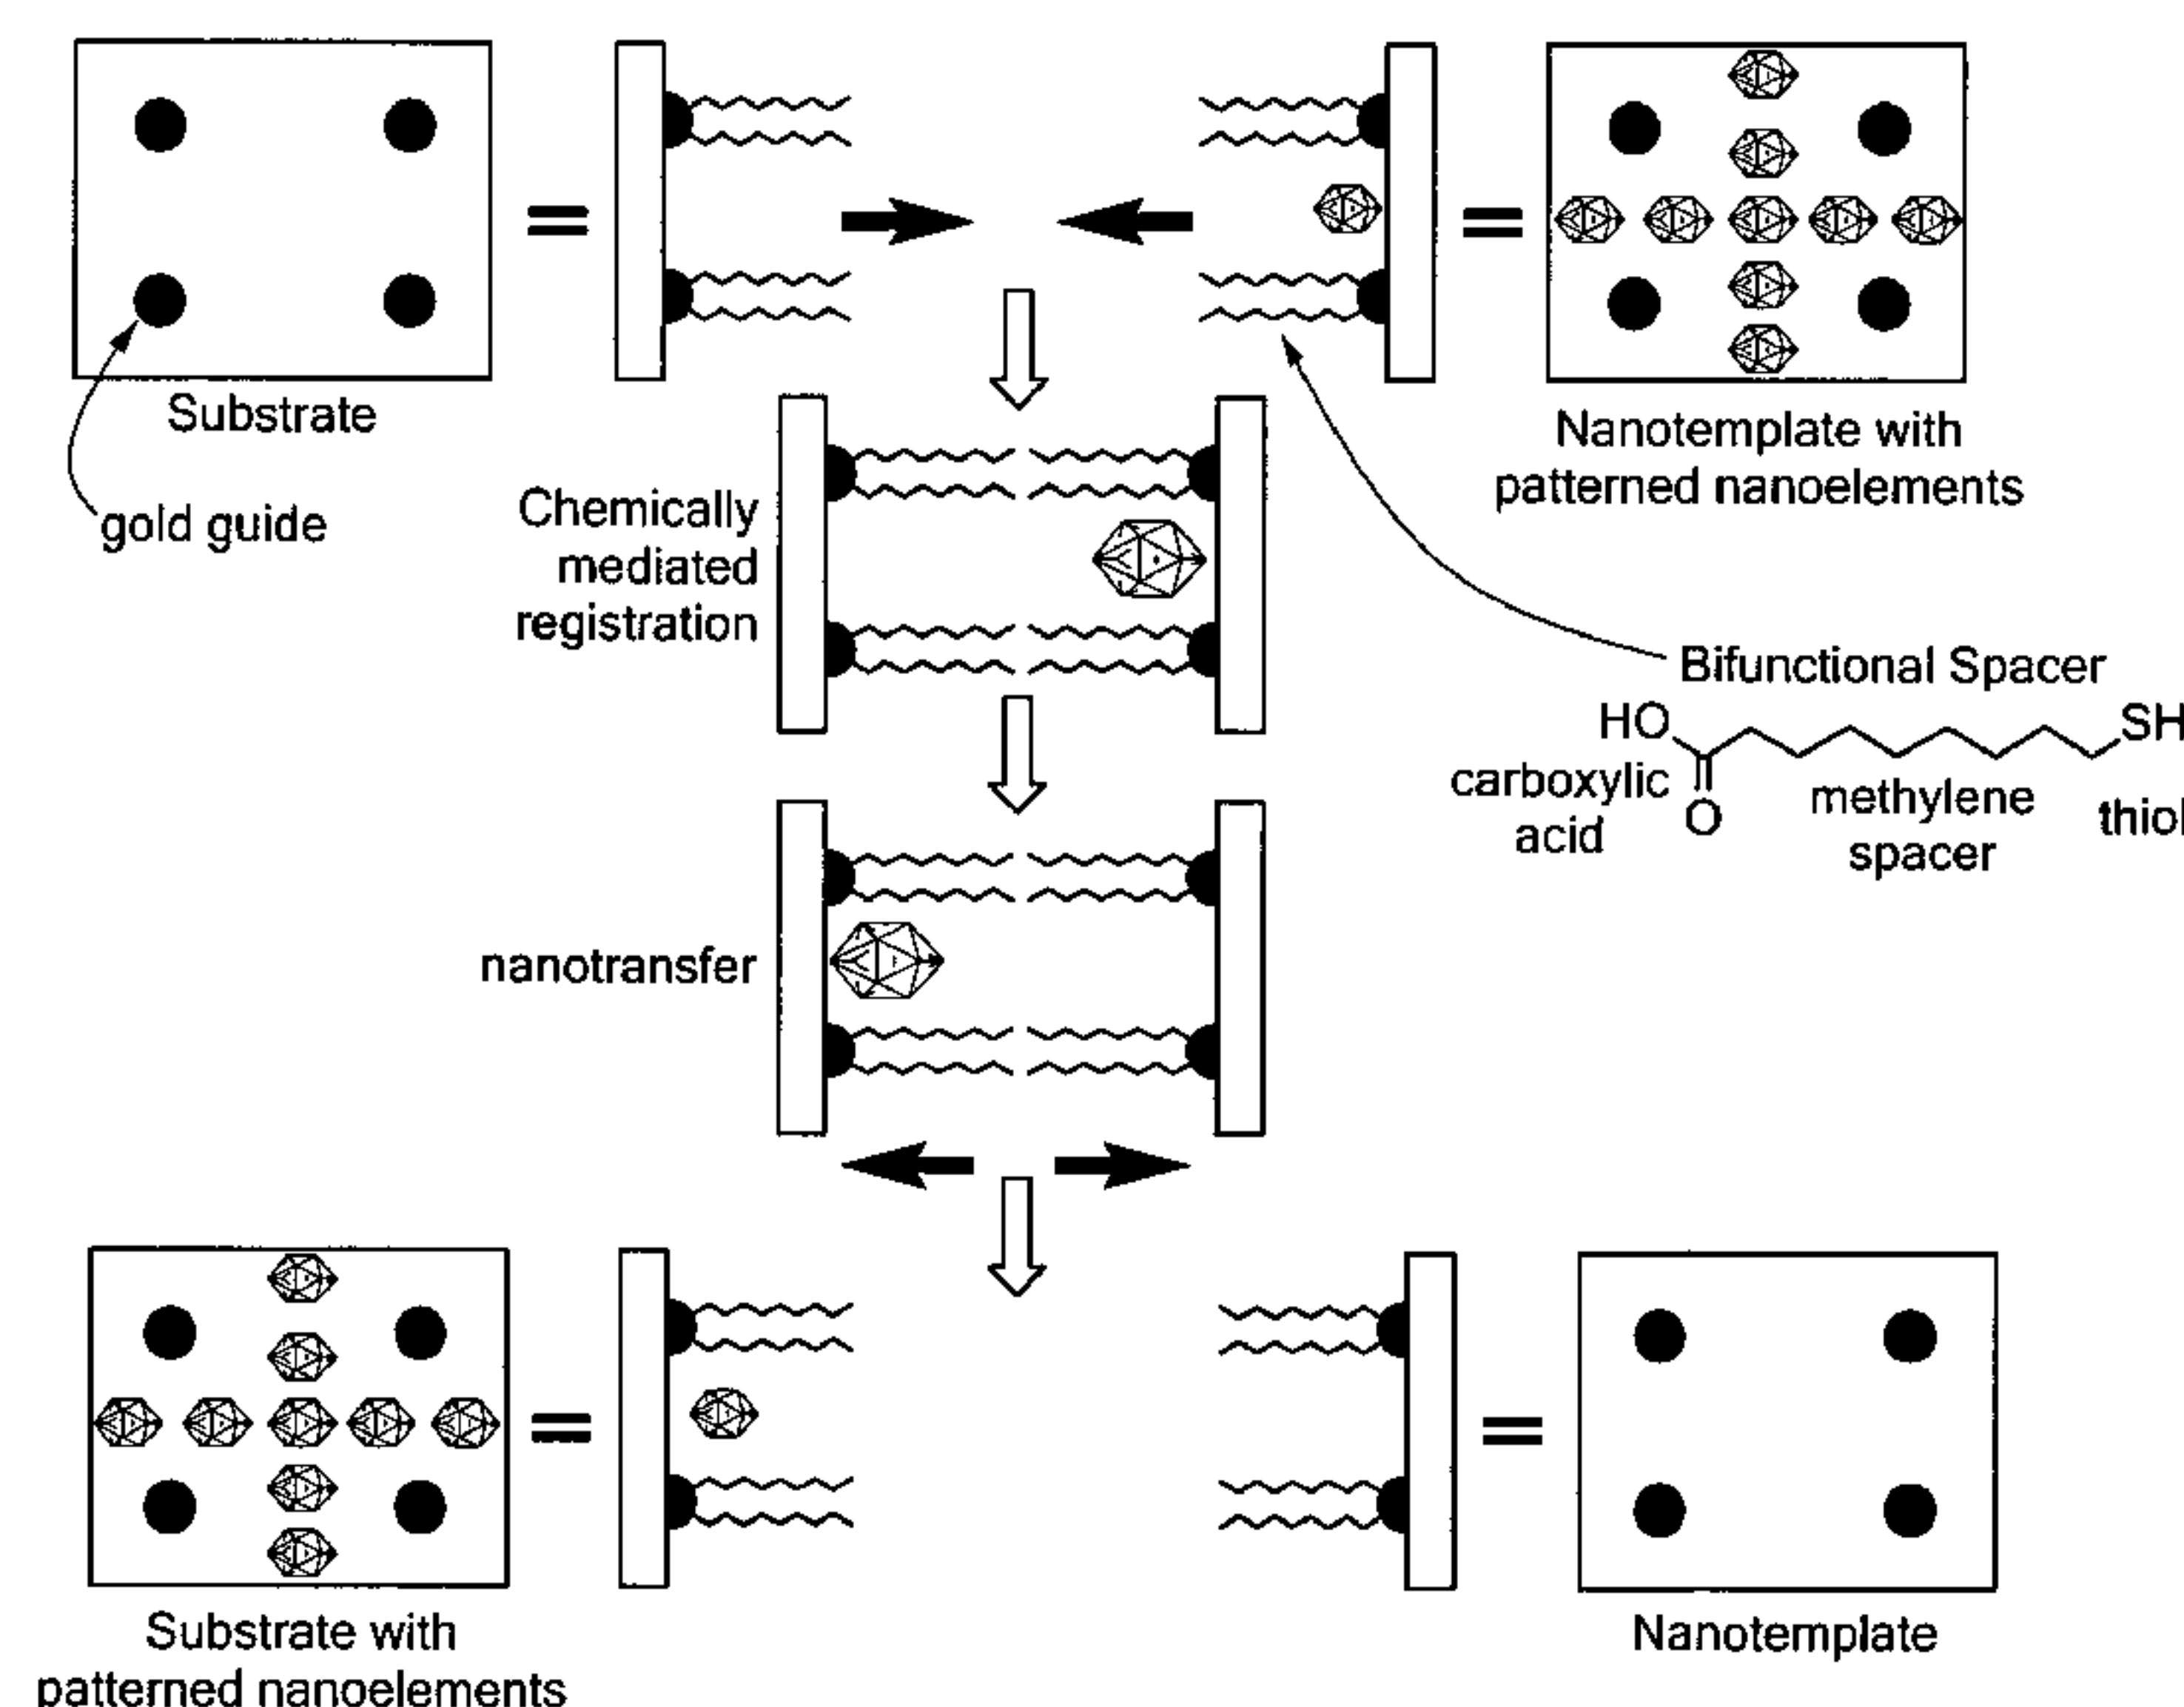 Substrate
gold guide
Nanotemplate with
patterned nanoelements
Chemically
mediated
registration
Bifunctional Spacer
HO
SH
O
carboxylic
acid
methylene
spacer
thiol
nanotransfer
Substrate with
patterned nanoelements
Nanotemplate